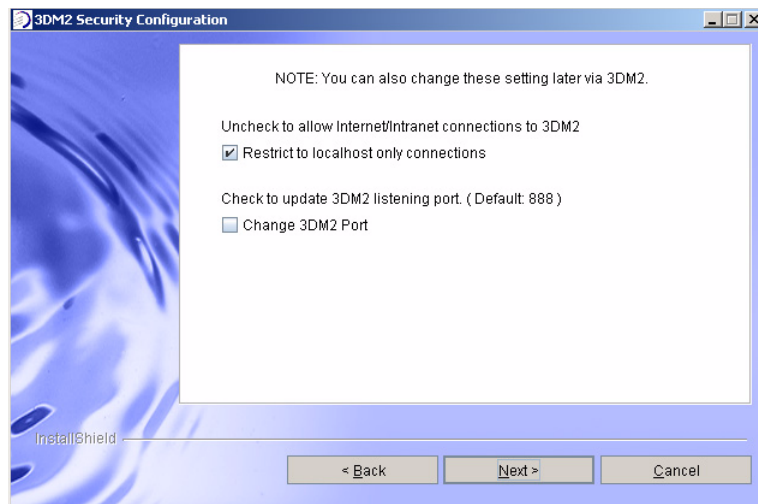 3DM2 Security Configuration
NOTE: You can also change these setting later via 3DM2.
Uncheck to allow Internet/Intranet connections to 3DM2
Restrict to localhost only connections
Check to update 3DM2 listening port. ( Default: 888 )
Change 3DM2 Port
InstallShield
< Back
Next >
Cancel